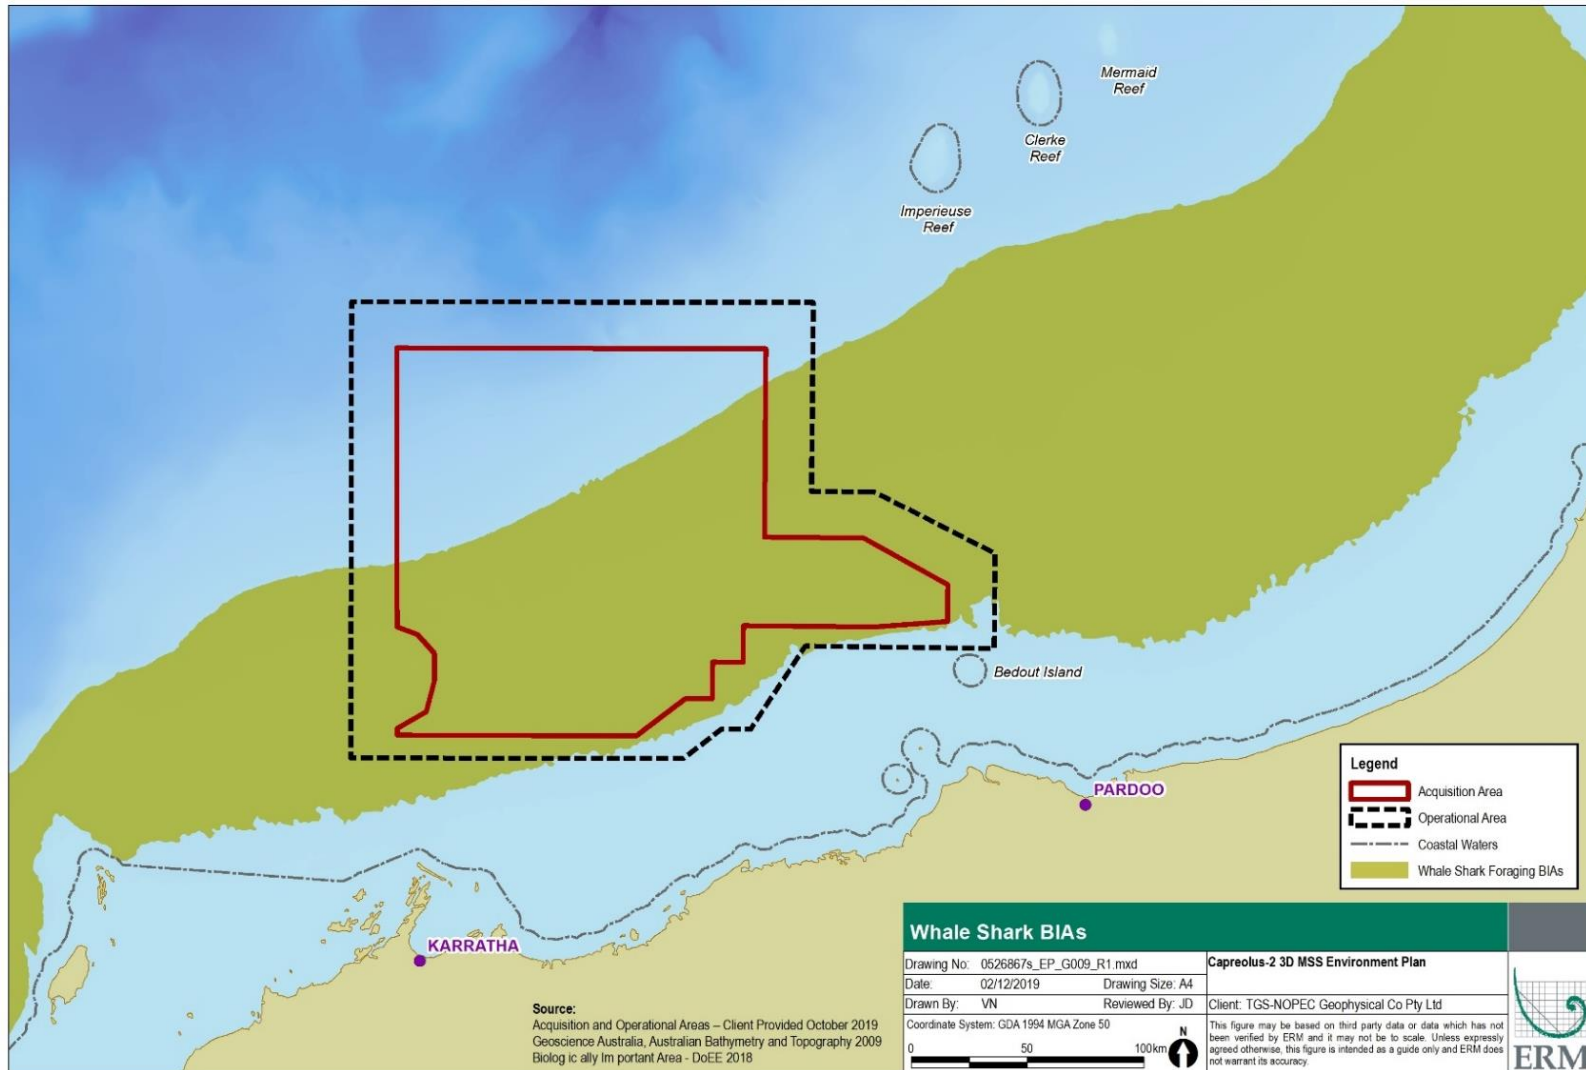 Mermaid
Reef
Clerke
Reef
Imperieuse
Reef
Bedout Island
PARDOO
KARRATHA
Legend
Acquisition Area
Operational Area
Coastal Waters
Whale Shark Foraging BIAs
Source:
Acquisition and Operational Areas – Client Provided October 2019
Geoscience Australia, Australian Bathymetry and Topography 2009
Biolog ic ally Im portant Area - DoEE 2018
Whale Shark BIAs
Drawing No: 0526867s_EP_G009_R1.mxd
Date: 02/12/2019 Drawing Size: A4
Drawn By: VN Reviewed By: JD
Coordinate System: GDA 1994 MGA Zone 50
0 50 100km
N
Capreolus-2 3D MSS Environment Plan
Client: TGS-NOPEC Geophysical Co Pty Ltd
This figure may be based on third party data or data which has not
been verified by ERM and it may not be to scale. Unless expressly
agreed otherwise, this figure is intended as a guide only and ERM does
not warrant its accuracy.
ERM